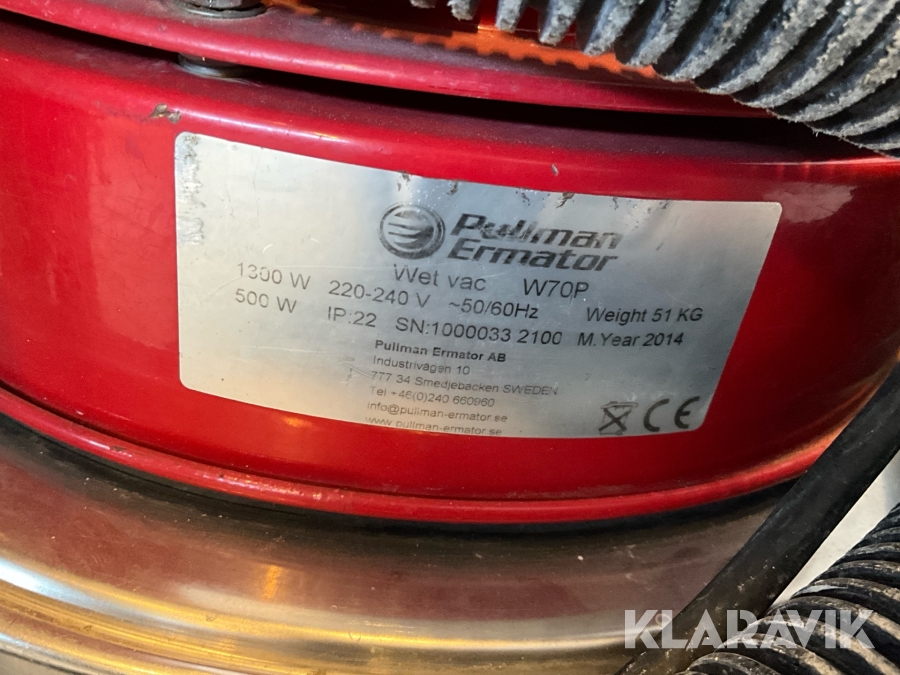 Pullman
Ermator
Wet vac W70P
1300 W 220-240 V ~50/60Hz Weight 51 KG
500 W IP:22 SN:1000033 2100 M.Year 2014
Pullman Ermator AB
Industrivägen 10
777 34 Smedjebacken SWEDEN
Tel +46(0)240 660960
info@pullman-ermator.se
www.pullman-ermator.se
CE
KLARAVIK